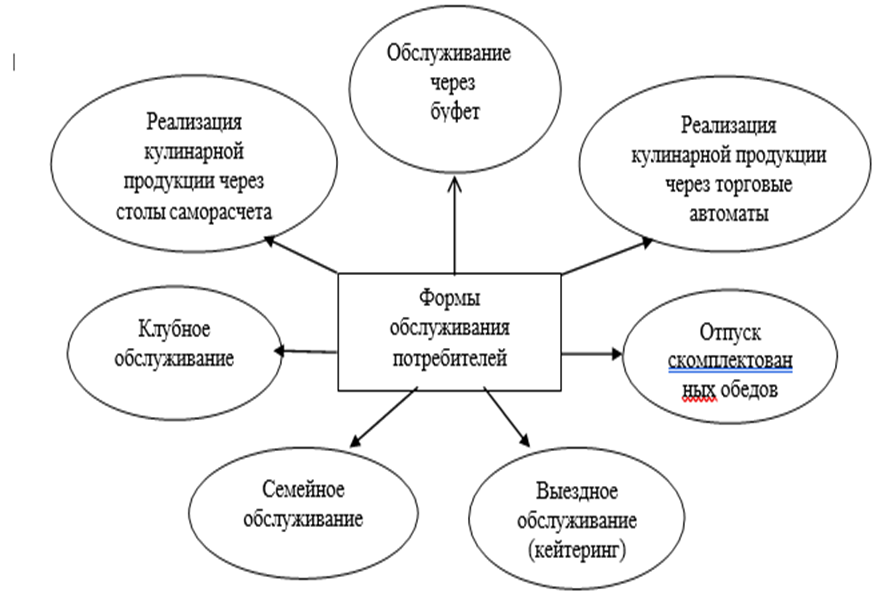 Обслуживание
через
буфет
Реализация
кулинарной
продукции через
столы саморасчета
Реализация
кулинарной продукции
через торговые
автоматы
Формы
обслуживания
потребителей
Клубное
обслуживание
Отпуск
скомплектован
ных обедов
Семейное
обслуживание
Выездное
обслуживание
(кейтеринг)